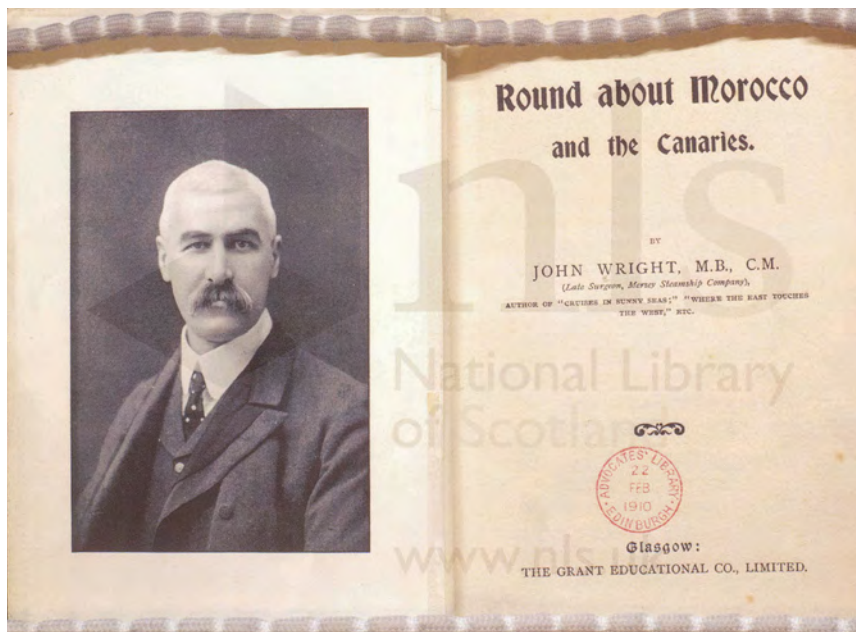 Round about Morocco
and the Canaries.
BY
JOHN WRIGHT, M.B., C.M.
(Late Surgeon, Mersey Steamship Company),
AUTHOR OF "CRUISES IN SUNNY SEAS;" "WHERE THE EAST TOUCHES
THE WEST," ETC.
nls
National Library
of Scotland
ADVOCATES' LIBRARY
22
FEB
1910
EDINBURGH
www.nls.uk
Glasgow:
THE GRANT EDUCATIONAL CO., LIMITED.